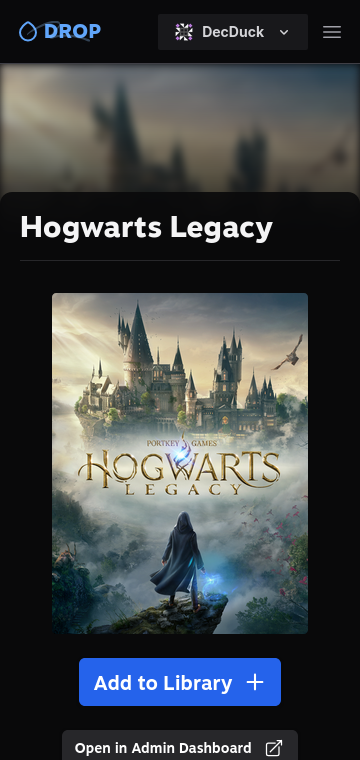 DROP
DecDuck
Hogwarts Legacy
PORTKEY GAMES
HOGWARTS
LEGACY
Add to Library
Open in Admin Dashboard